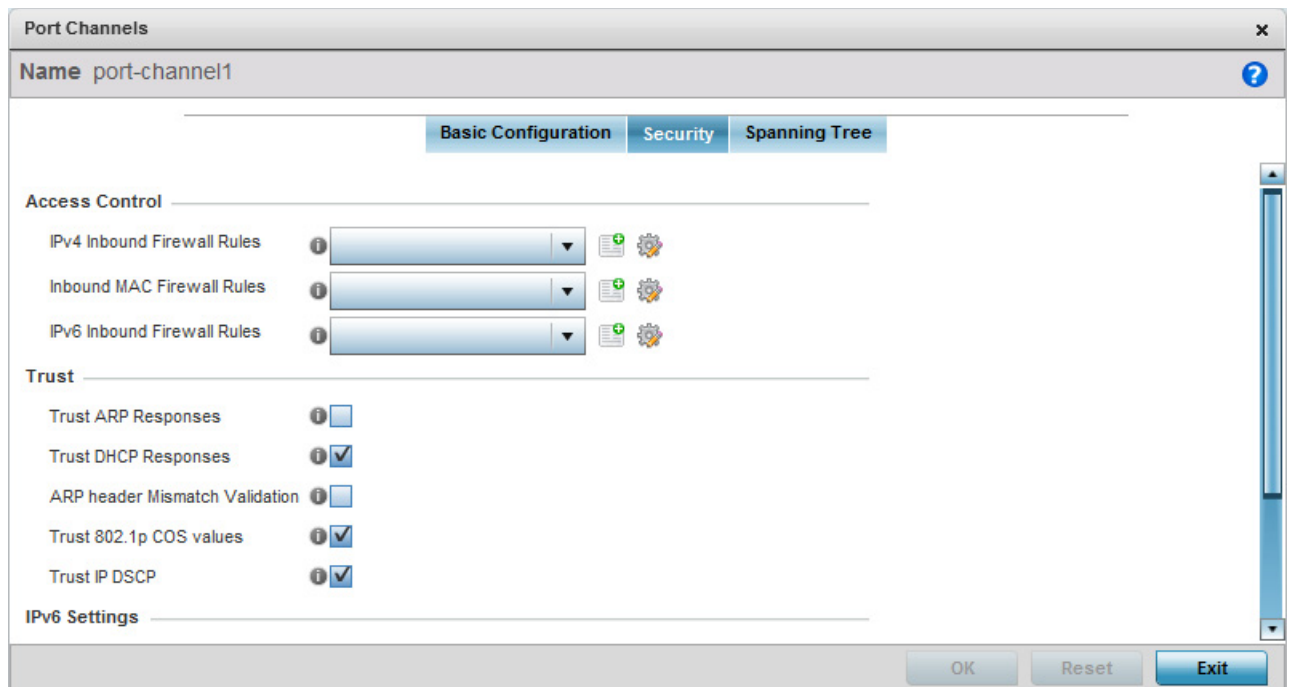 Port Channels
Name port-channel1
Basic Configuration Security Spanning Tree
Access Control
IPv4 Inbound Firewall Rules
Inbound MAC Firewall Rules
IPv6 Inbound Firewall Rules
Trust
Trust ARP Responses
Trust DHCP Responses
ARP header Mismatch Validation
Trust 802.1p COS values
Trust IP DSCP
IPv6 Settings
OK Reset Exit